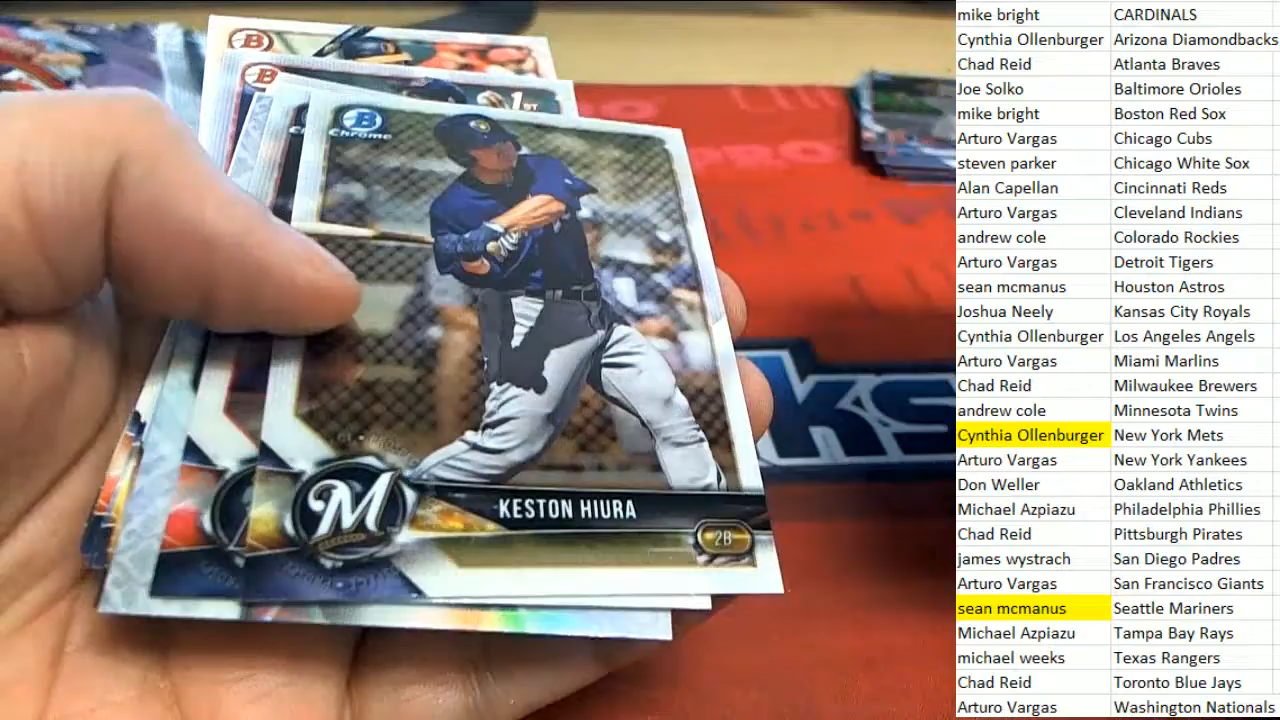 B
B
1ST
B
Chrome
PRO
ks
M
KESTON HIURA
2B
mike bright CARDINALS
Cynthia Ollenburger Arizona Diamondbacks
Chad Reid Atlanta Braves
Joe Solko Baltimore Orioles
mike bright Boston Red Sox
Arturo Vargas Chicago Cubs
steven parker Chicago White Sox
Alan Capellan Cincinnati Reds
Arturo Vargas Cleveland Indians
andrew cole Colorado Rockies
Arturo Vargas Detroit Tigers
sean mcmanus Houston Astros
Joshua Neely Kansas City Royals
Cynthia Ollenburger Los Angeles Angels
Arturo Vargas Miami Marlins
Chad Reid Milwaukee Brewers
andrew cole Minnesota Twins
Cynthia Ollenburger New York Mets
Arturo Vargas New York Yankees
Don Weller Oakland Athletics
Michael Azpiazu Philadelphia Phillies
Chad Reid Pittsburgh Pirates
james wystrach San Diego Padres
Arturo Vargas San Francisco Giants
sean mcmanus Seattle Mariners
Michael Azpiazu Tampa Bay Rays
michael weeks Texas Rangers
Chad Reid Toronto Blue Jays
Arturo Vargas Washington Nationals